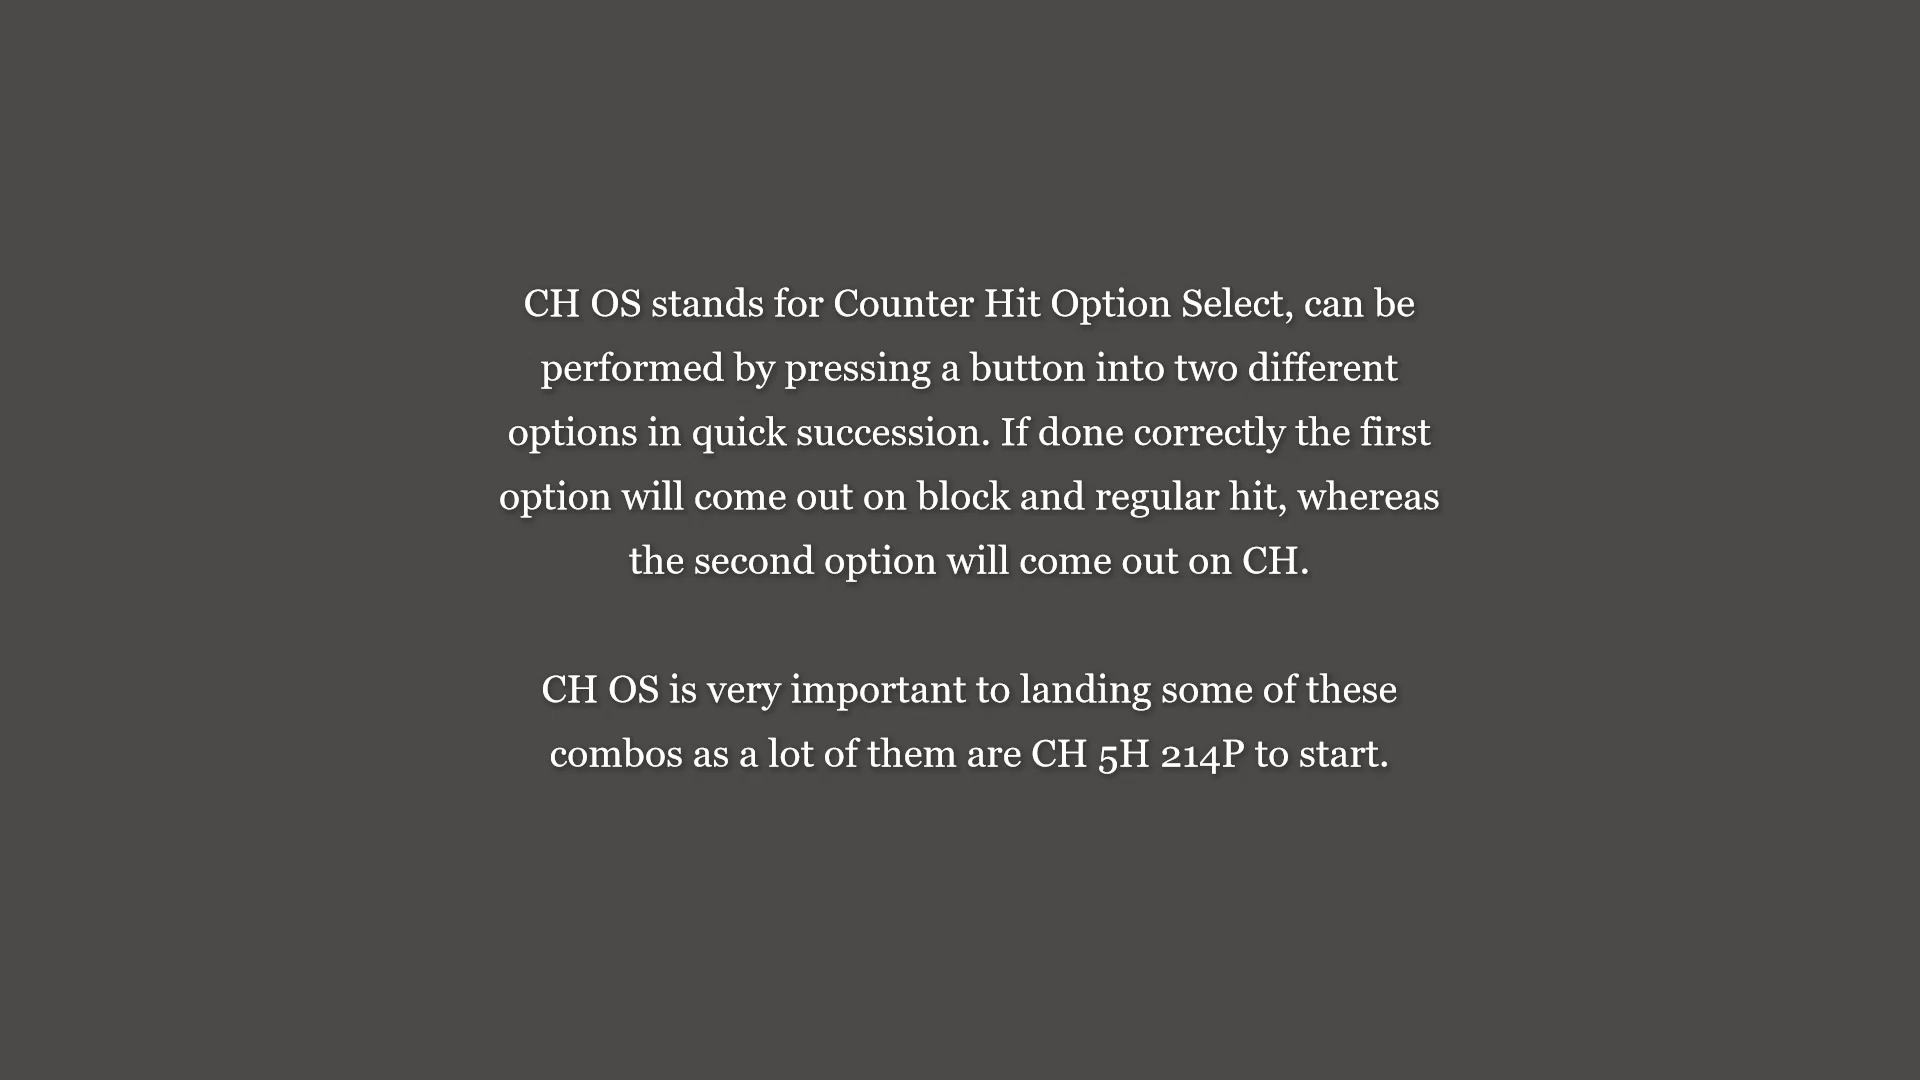 CH OS stands for Counter Hit Option Select, can be
performed by pressing a button into two different
options in quick succession. If done correctly the first
option will come out on block and regular hit, whereas
the second option will come out on CH.
CH OS is very important to landing some of these
combos as a lot of them are CH 5H 214P to start.